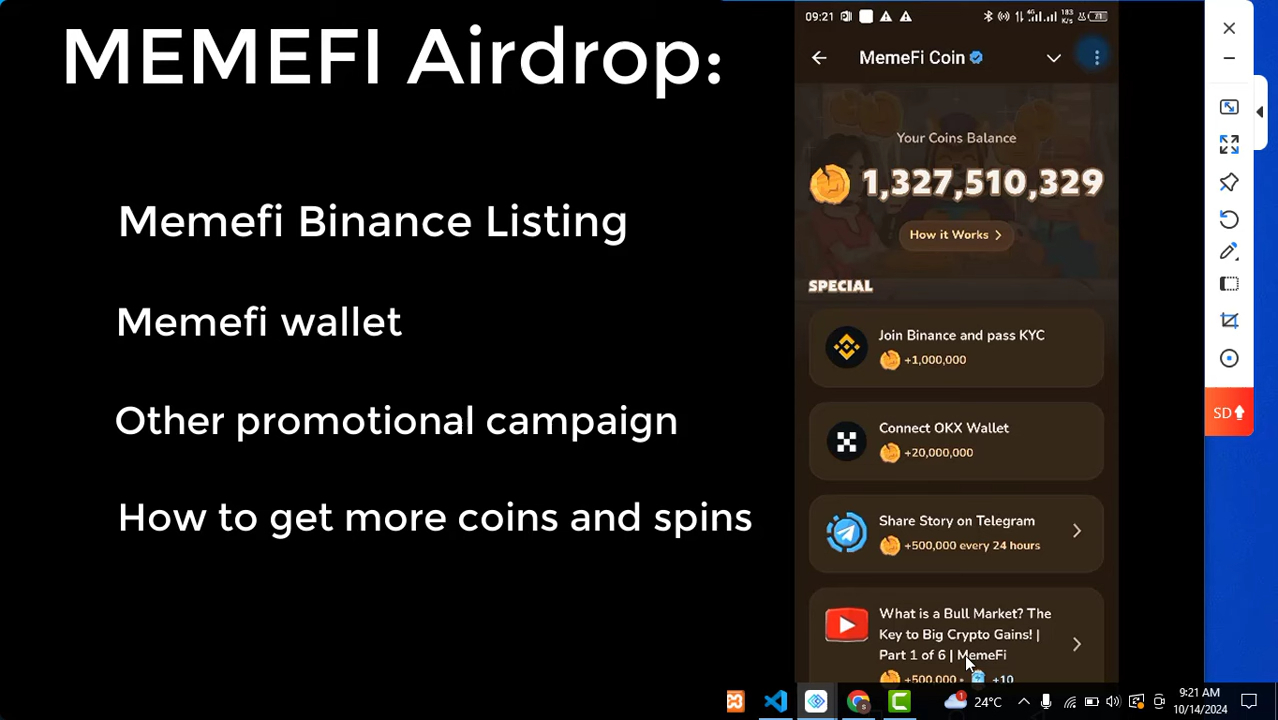 MEMEFI Airdrop:
Memefi Binance Listing
Memefi wallet
Other promotional campaign
How to get more coins and spins
09:21
4G
183
K/s
71
MemeFi Coin
Your Coins Balance
1,327,510,329
How it Works >
SPECIAL
Join Binance and pass KYC
+1,000,000
Connect OKX Wallet
+20,000,000
Share Story on Telegram
+500,000 every 24 hours
What is a Bull Market? The
Key to Big Crypto Gains! |
Part 1 of 6 | MemeFi
+500,000 • +10
SD
1
24°C
9:21 AM
10/14/2024